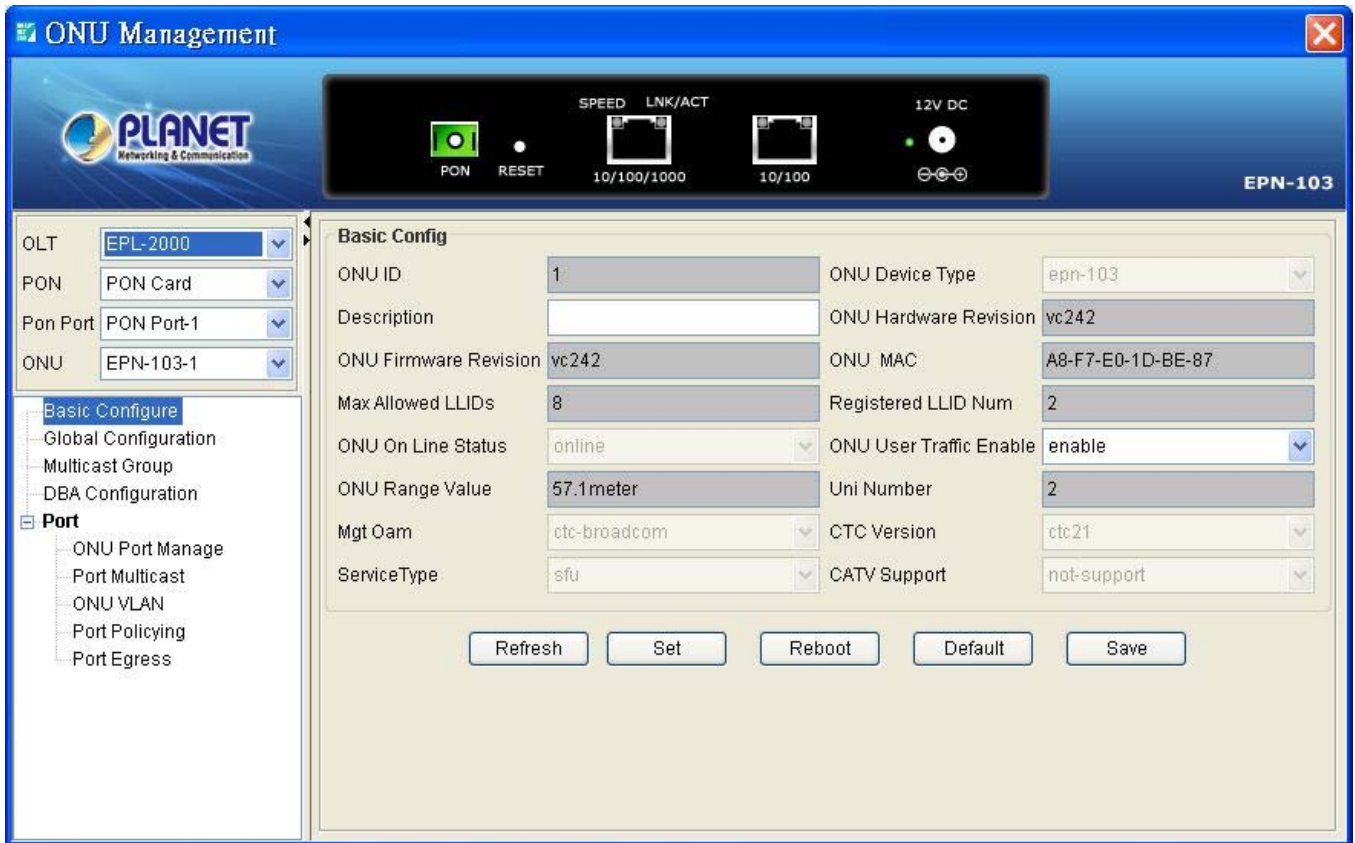 ONU Management
PLANET
Networking & Communication
SPEED LNK/ACT
12V DC
PON
RESET
10/100/1000
10/100
EPN-103
OLT EPL-2000
PON PON Card
Pon Port PON Port-1
ONU EPN-103-1
Basic Configure
Global Configuration
Multicast Group
DBA Configuration
Port
ONU Port Manage
Port Multicast
ONU VLAN
Port Policying
Port Egress
Basic Config
ONU ID 1 ONU Device Type epn-103
Description ONU Hardware Revision vc242
ONU Firmware Revision vc242 ONU MAC A8-F7-E0-1D-BE-87
Max Allowed LLIDs 8 Registered LLID Num 2
ONU On Line Status online ONU User Traffic Enable enable
ONU Range Value 57.1meter Uni Number 2
Mgt Oam ctc-broadcom CTC Version ctc21
ServiceType sfu CATV Support not-support
Refresh Set Reboot Default Save